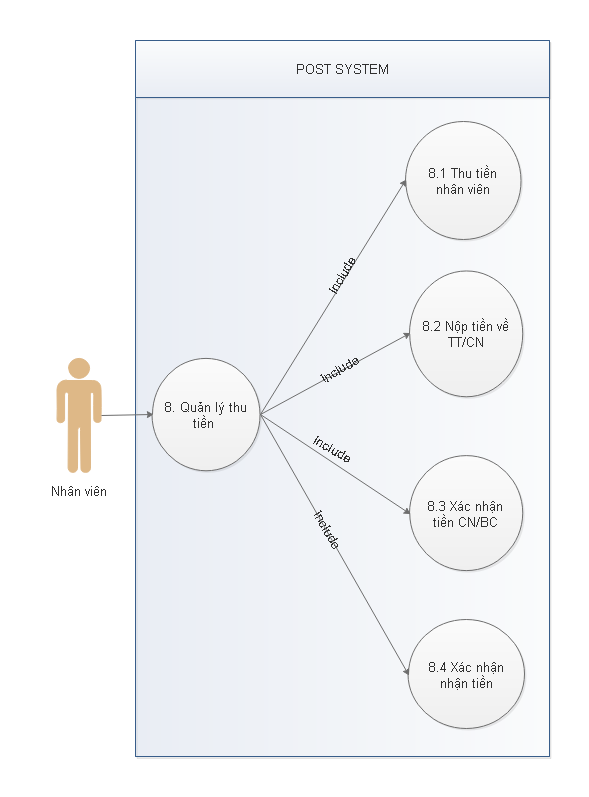 POST SYSTEM
8.1 Thu tiền
nhân viên
Include
8.2 Nộp tiền về
TT/CN
Include
8. Quản lý thu
tiền
Nhân viên
Include
8.3 Xác nhận
tiền CN/BC
Include
8.4 Xác nhận
nhận tiền